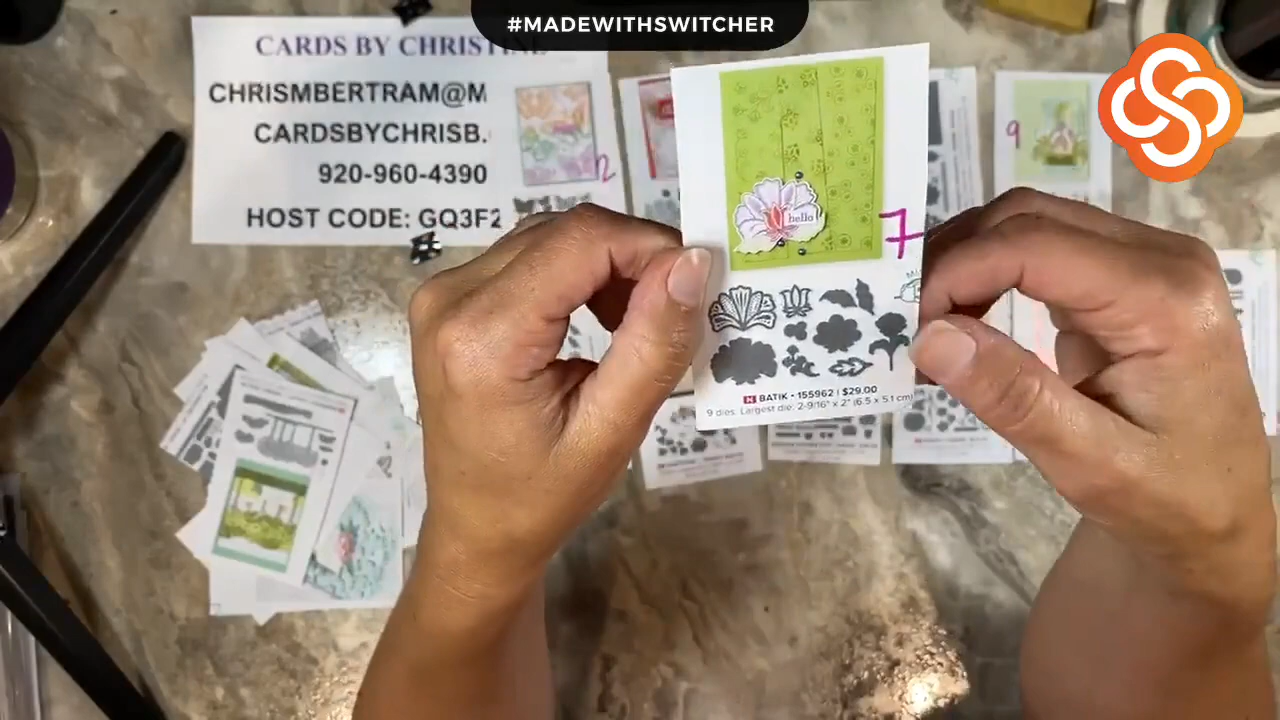 #MADEWITHSWITCHER
CARDS BY CHRISTINE
CHRISMBERTRAM@M
CARDSBYCHRISB.
920-960-4390
HOST CODE: GQ3F2
2
9
hello
7
BATIK • 155962 | $29.00
9 dies. Largest die: 2-9/16" x 2" (6.5 x 5.1 cm)